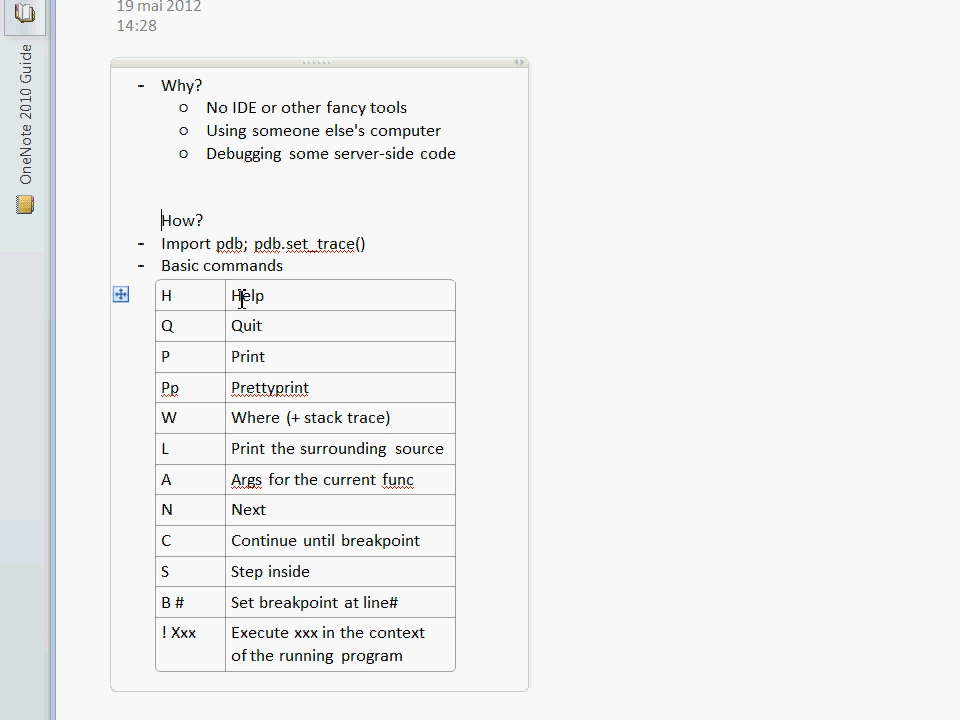 19 mai 2012
14:28
OneNote 2010 Guide
- Why?
o No IDE or other fancy tools
o Using someone else's computer
o Debugging some server-side code
How?
- Import pdb; pdb.set_trace()
- Basic commands
H Help
Q Quit
P Print
Pp Prettyprint
W Where (+ stack trace)
L Print the surrounding source
A Args for the current func
N Next
C Continue until breakpoint
S Step inside
B # Set breakpoint at line#
! Xxx Execute xxx in the context
of the running program